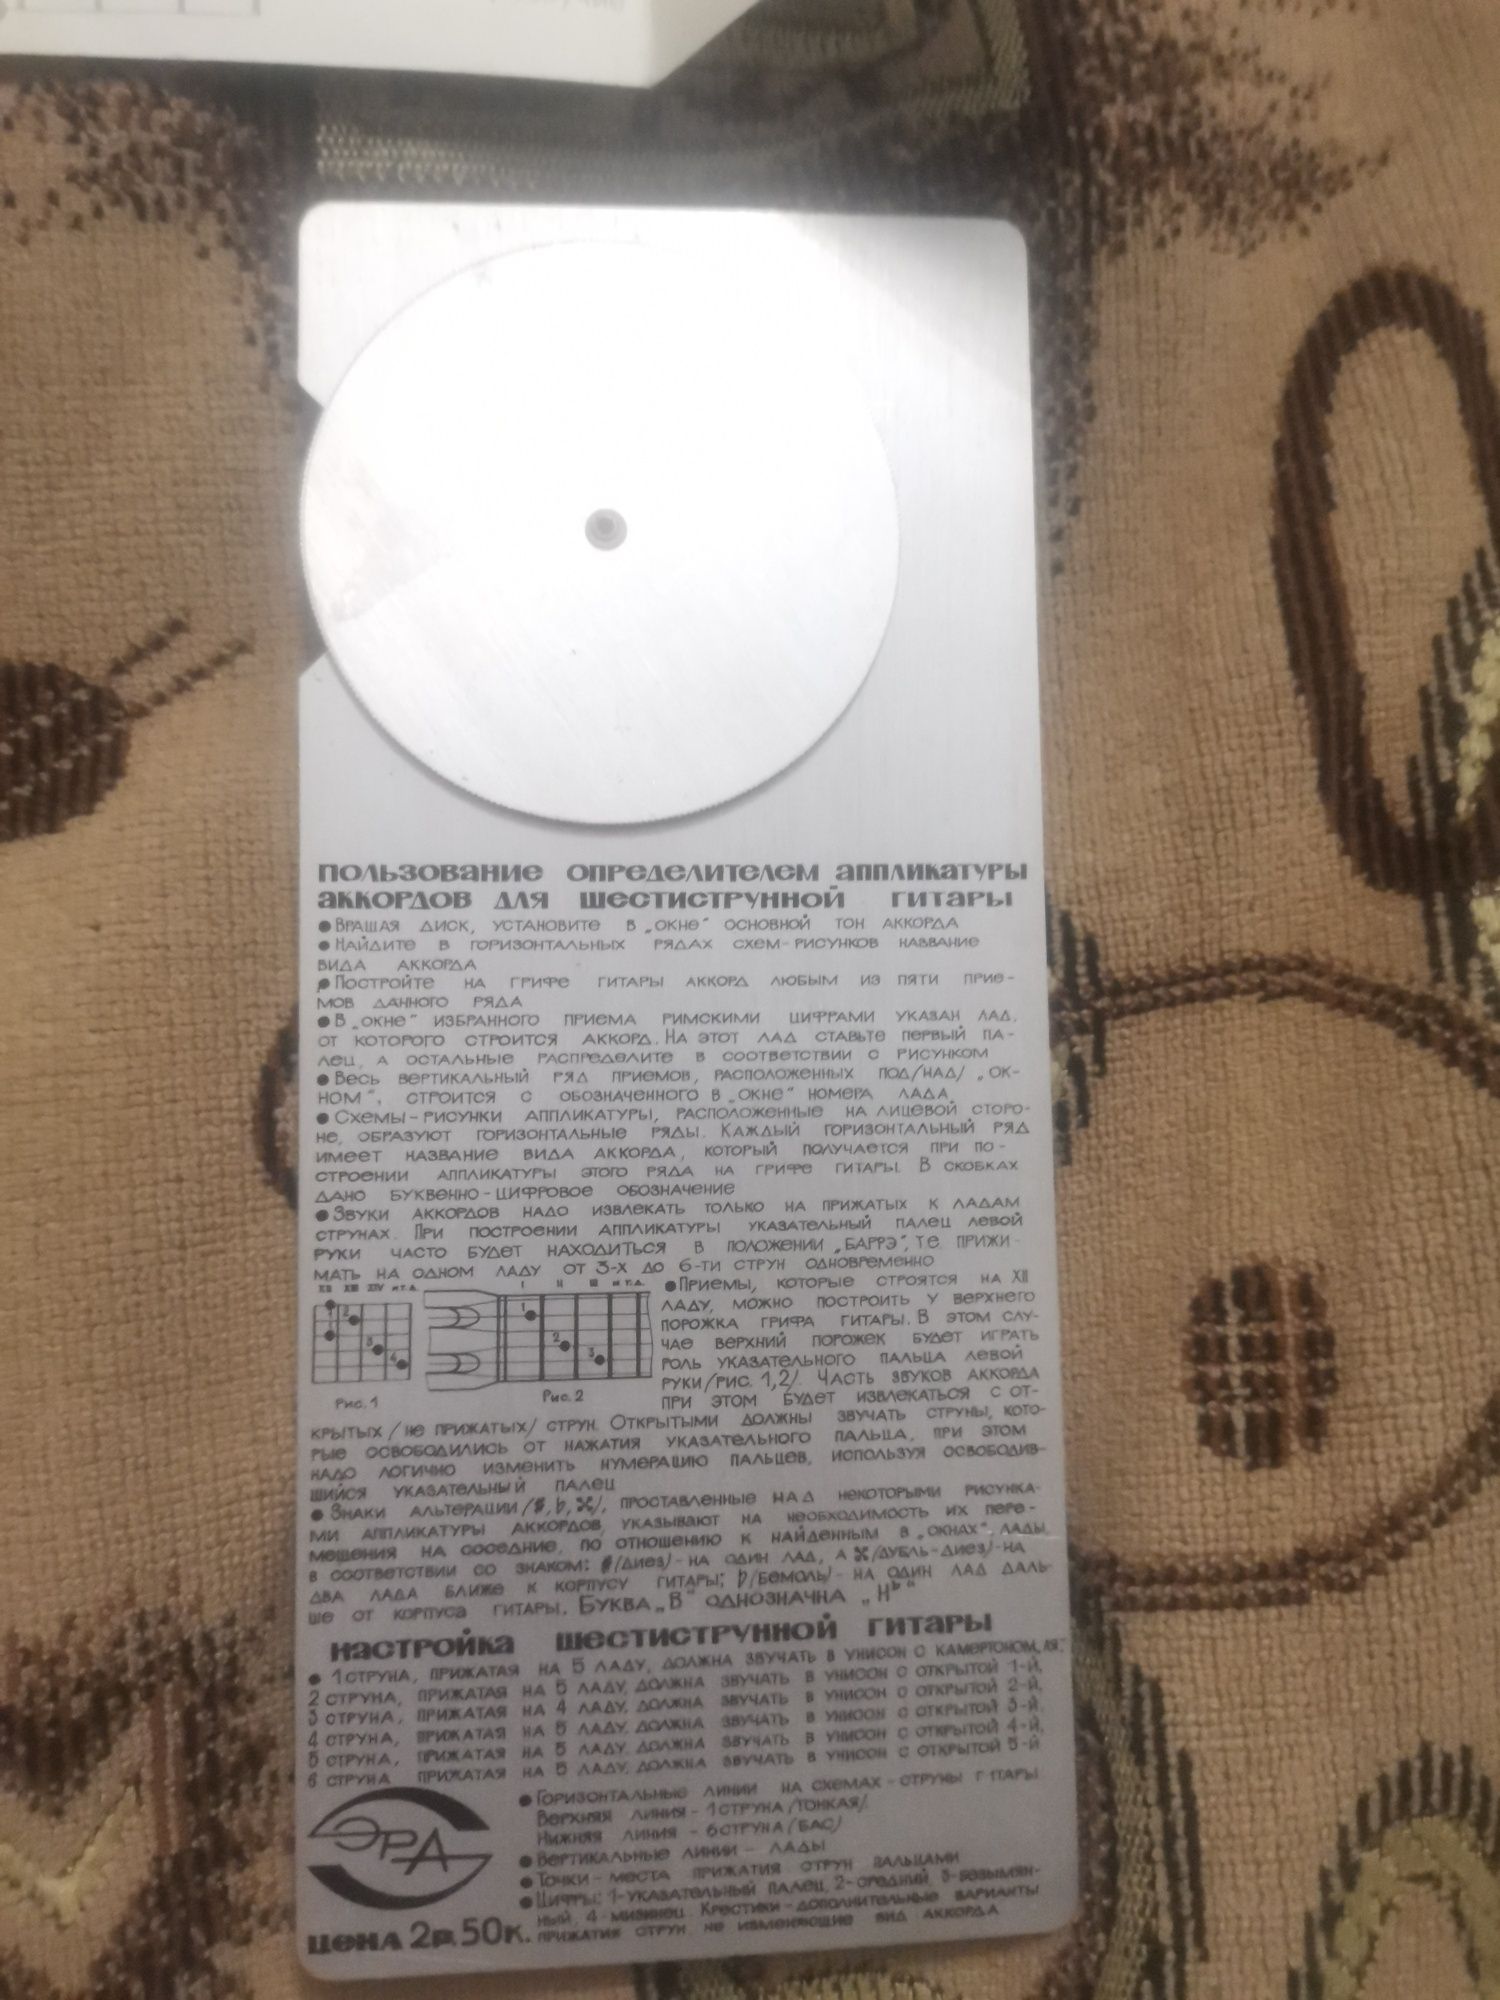 ПОЛЬЗОВАНИЕ ОПРЕДЕЛИТЕЛЕМ АППЛИКАТУРЫ
АККОРДОВ ДЛЯ ШЕСТИСТРУННОЙ ГИТАРЫ
● ВРАЩАЯ ДИСК, УСТАНОВИТЕ В „ОКНЕ" ОСНОВНОЙ ТОН АККОРДА
● НАЙДИТЕ В ГОРИЗОНТАЛЬНЫХ РЯДАХ СХЕМ-РИСУНКОВ НАЗВАНИЕ
ВИДА АККОРДА
● ПОСТРОЙТЕ НА ГРИФЕ ГИТАРЫ АККОРД ЛЮБЫМ ИЗ ПЯТИ ПРИЕ-
МОВ ДАННОГО РЯДА
● В „ОКНЕ" ИЗБРАННОГО ПРИЕМА РИМСКИМИ ЦИФРАМИ УКАЗАН ЛАД,
ОТ КОТОРОГО СТРОИТСЯ АККОРД. НА ЭТОТ ЛАД СТАВЬТЕ ПЕРВЫЙ ПА-
ЛЕЦ, А ОСТАЛЬНЫЕ РАСПРЕДЕЛИТЕ В СООТВЕТСТВИИ С РИСУНКОМ
● ВЕСЬ ВЕРТИКАЛЬНЫЙ РЯД ПРИЕМОВ, РАСПОЛОЖЕННЫХ ПОД/НАД/ „ОК-
НОМ", СТРОИТСЯ С ОБОЗНАЧЕННОГО В „ОКНЕ" НОМЕРА ЛАДА.
● СХЕМЫ-РИСУНКИ АППЛИКАТУРЫ, РАСПОЛОЖЕННЫЕ НА ЛИЦЕВОЙ СТОРО-
НЕ, ОБРАЗУЮТ ГОРИЗОНТАЛЬНЫЕ РЯДЫ. КАЖДЫЙ ГОРИЗОНТАЛЬНЫЙ РЯД
ИМЕЕТ НАЗВАНИЕ ВИДА АККОРДА, КОТОРЫЙ ПОЛУЧАЕТСЯ ПРИ ПО-
СТРОЕНИИ АППЛИКАТУРЫ ЭТОГО РЯДА НА ГРИФЕ ГИТАРЫ. В СКОБКАХ
ДАНО БУКВЕННО-ЦИФРОВОЕ ОБОЗНАЧЕНИЕ
● ЗВУКИ АККОРДОВ НАДО ИЗВЛЕКАТЬ ТОЛЬКО НА ПРИЖАТЫХ К ЛАДАМ
СТРУНАХ. ПРИ ПОСТРОЕНИИ АППЛИКАТУРЫ УКАЗАТЕЛЬНЫЙ ПАЛЕЦ ЛЕВОЙ
РУКИ ЧАСТО БУДЕТ НАХОДИТЬСЯ В ПОЛОЖЕНИИ „БАРРЭ", Т.Е. ПРИЖИ-
МАТЬ НА ОДНОМ ЛАДУ ОТ 3-Х ДО 6-ТИ СТРУН ОДНОВРЕМЕННО
XII XIII XIV И Т.Д.
I II III И Т.Д.
1 2 3 4
1 2 3
Рис. 1
Рис. 2
● ПРИЕМЫ, КОТОРЫЕ СТРОЯТСЯ НА XII
ЛАДУ, МОЖНО ПОСТРОИТЬ У ВЕРХНЕГО
ПОРОЖКА ГРИФА ГИТАРЫ. В ЭТОМ СЛУ-
ЧАЕ ВЕРХНИЙ ПОРОЖЕК БУДЕТ ИГРАТЬ
РОЛЬ УКАЗАТЕЛЬНОГО ПАЛЬЦА ЛЕВОЙ
РУКИ/РИС. 1,2/. ЧАСТЬ ЗВУКОВ АККОРДА
ПРИ ЭТОМ БУДЕТ ИЗВЛЕКАТЬСЯ С ОТ-
КРЫТЫХ /НЕ ПРИЖАТЫХ/ СТРУН. ОТКРЫТЫМИ ДОЛЖНЫ ЗВУЧАТЬ СТРУНЫ, КОТО-
РЫЕ ОСВОБОДИЛИСЬ ОТ НАЖАТИЯ УКАЗАТЕЛЬНОГО ПАЛЬЦА, ПРИ ЭТОМ
НАДО ЛОГИЧНО ИЗМЕНИТЬ НУМЕРАЦИЮ ПАЛЬЦЕВ, ИСПОЛЬЗУЯ ОСВОБОДИВ-
ШИЙСЯ УКАЗАТЕЛЬНЫЙ ПАЛЕЦ
● ЗНАКИ АЛЬТЕРАЦИИ /♯, ♭, 𝄪/, ПРОСТАВЛЕННЫЕ НАД НЕКОТОРЫМИ РИСУНКА-
МИ АППЛИКАТУРЫ АККОРДОВ, УКАЗЫВАЮТ НА НЕОБХОДИМОСТЬ ИХ ПЕРЕ-
МЕЩЕНИЯ НА СОСЕДНИЕ, ПО ОТНОШЕНИЮ К НАЙДЕННЫМ В „ОКНАХ", ЛАДЫ
В СООТВЕТСТВИИ СО ЗНАКОМ: ♯/ДИЕЗ/-НА ОДИН ЛАД, А 𝄪/ДУБЛЬ-ДИЕЗ/-НА
ДВА ЛАДА БЛИЖЕ К КОРПУСУ ГИТАРЫ; ♭/БЕМОЛЬ/- НА ОДИН ЛАД ДАЛЬ-
ШЕ ОТ КОРПУСА ГИТАРЫ. БУКВА „В" ОДНОЗНАЧНА „Н♭"
НАСТРОЙКА ШЕСТИСТРУННОЙ ГИТАРЫ
● 1 СТРУНА, ПРИЖАТАЯ НА 5 ЛАДУ, ДОЛЖНА ЗВУЧАТЬ В УНИСОН С КАМЕРТОНОМ „ЛЯ".
2 СТРУНА, ПРИЖАТАЯ НА 5 ЛАДУ, ДОЛЖНА ЗВУЧАТЬ В УНИСОН С ОТКРЫТОЙ 1-Й,
3 СТРУНА, ПРИЖАТАЯ НА 4 ЛАДУ, ДОЛЖНА ЗВУЧАТЬ В УНИСОН С ОТКРЫТОЙ 2-Й,
4 СТРУНА, ПРИЖАТАЯ НА 5 ЛАДУ, ДОЛЖНА ЗВУЧАТЬ В УНИСОН С ОТКРЫТОЙ 3-Й,
5 СТРУНА, ПРИЖАТАЯ НА 5 ЛАДУ, ДОЛЖНА ЗВУЧАТЬ В УНИСОН С ОТКРЫТОЙ 4-Й,
6 СТРУНА ПРИЖАТАЯ НА 5 ЛАДУ, ДОЛЖНА ЗВУЧАТЬ В УНИСОН С ОТКРЫТОЙ 5-Й
ЭРА
ЦЕНА 2р.50к.
● ГОРИЗОНТАЛЬНЫЕ ЛИНИИ НА СХЕМАХ-СТРУНЫ ГИТАРЫ
ВЕРХНЯЯ ЛИНИЯ - 1 СТРУНА /ТОНКАЯ/.
НИЖНЯЯ ЛИНИЯ - 6 СТРУНА /БАС/
● ВЕРТИКАЛЬНЫЕ ЛИНИИ - ЛАДЫ
● ТОЧКИ-МЕСТА ПРИЖАТИЯ СТРУН ПАЛЬЦАМИ
● ЦИФРЫ: 1-УКАЗАТЕЛЬНЫЙ ПАЛЕЦ, 2-СРЕДНИЙ, 3-БЕЗЫМЯН-
НЫЙ, 4-МИЗИНЕЦ. КРЕСТИКИ-ДОПОЛНИТЕЛЬНЫЕ ВАРИАНТЫ
ПРИЖАТИЯ СТРУН, НЕ ИЗМЕНЯЮЩИЕ ВИД АККОРДА